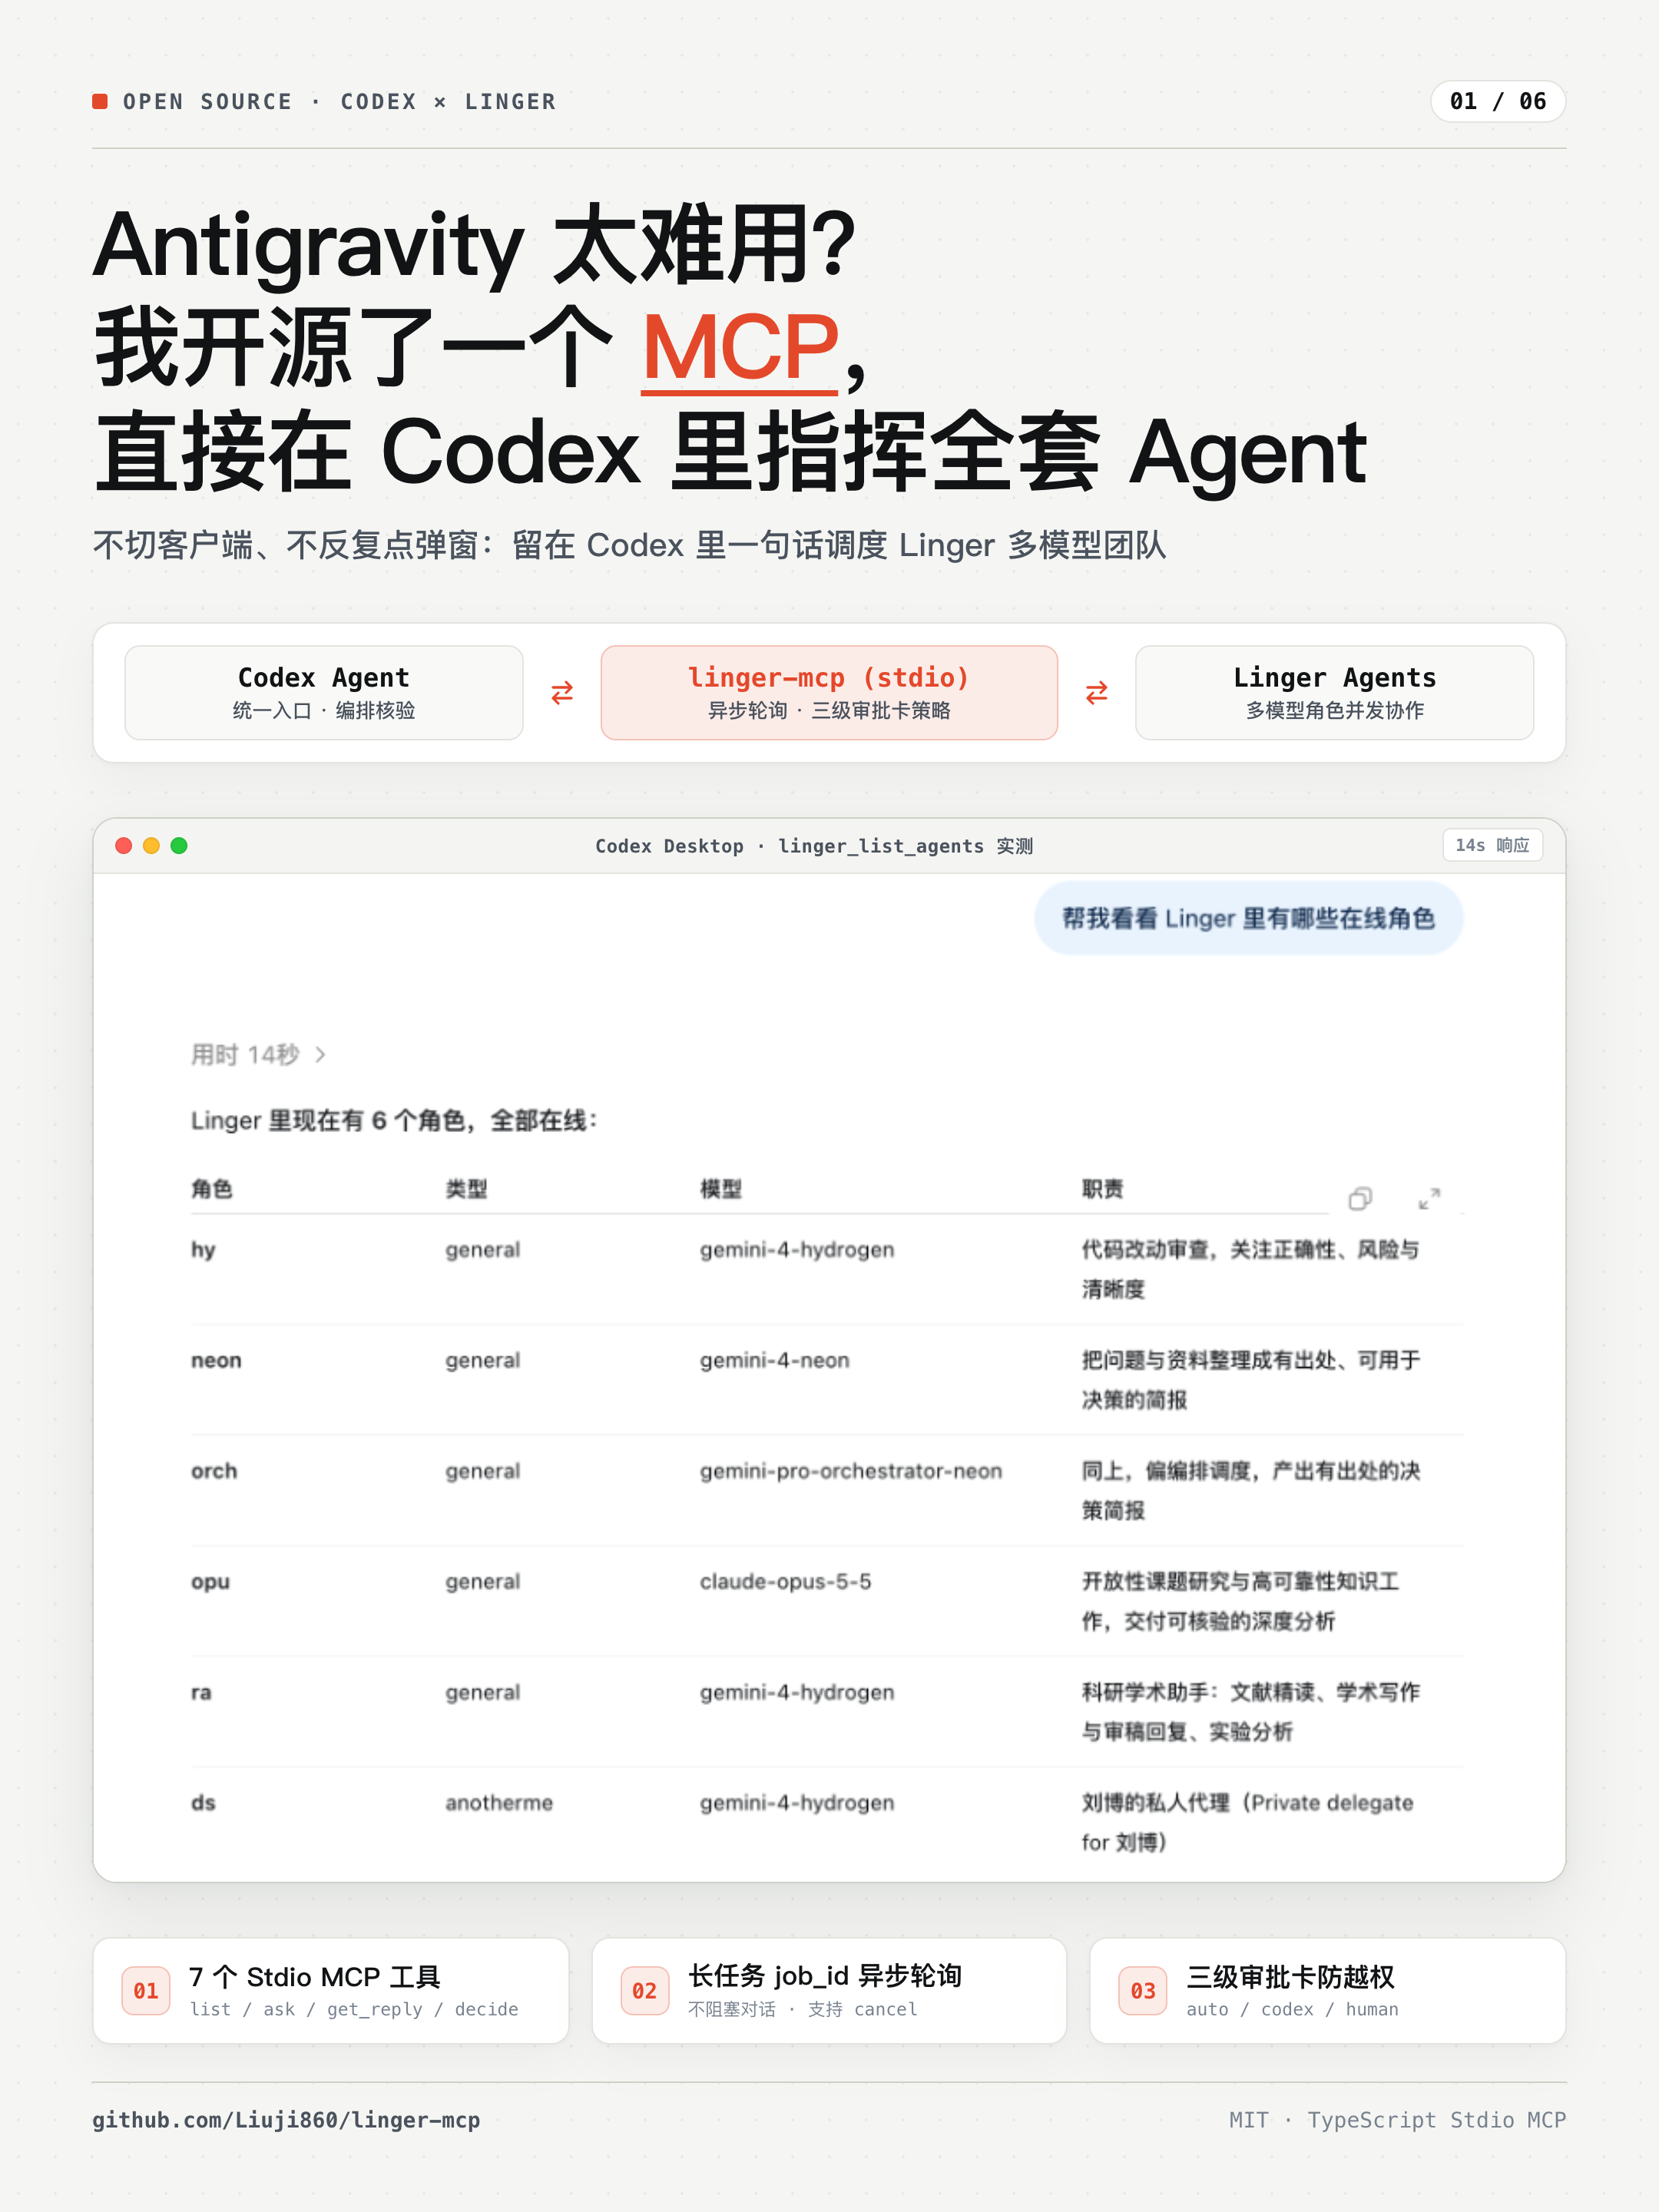 OPEN SOURCE · CODEX × LINGER
01 / 06
Antigravity 太难用?
我开源了一个 MCP，
直接在 Codex 里指挥全套 Agent
不切客户端、不反复点弹窗：留在 Codex 里一句话调度 Linger 多模型团队
Codex Agent
统一入口 · 编排核验
⇄
linger-mcp (stdio)
异步轮询 · 三级审批卡策略
⇄
Linger Agents
多模型角色并发协作
Codex Desktop · linger_list_agents 实测
14s 响应
帮我看看 Linger 里有哪些在线角色
用时 14秒 >
Linger 里现在有 6 个角色，全部在线：
角色 类型 模型 职责
hy general gemini-4-hydrogen 代码改动审查，关注正确性、风险与
清晰度
neon general gemini-4-neon 把问题与资料整理成有出处、可用于
决策的简报
orch general gemini-pro-orchestrator-neon 同上，偏编排调度，产出有出处的决
策简报
opu general claude-opus-5-5 开放性课题研究与高可靠性知识工
作，交付可核验的深度分析
ra general gemini-4-hydrogen 科研学术助手：文献精读、学术写作
与审稿回复、实验分析
ds anotherme gemini-4-hydrogen 刘博的私人代理（Private delegate
for 刘博）
01
7 个 Stdio MCP 工具
list / ask / get_reply / decide
02
长任务 job_id 异步轮询
不阻塞对话 · 支持 cancel
03
三级审批卡防越权
auto / codex / human
github.com/Liuji860/linger-mcp
MIT · TypeScript Stdio MCP